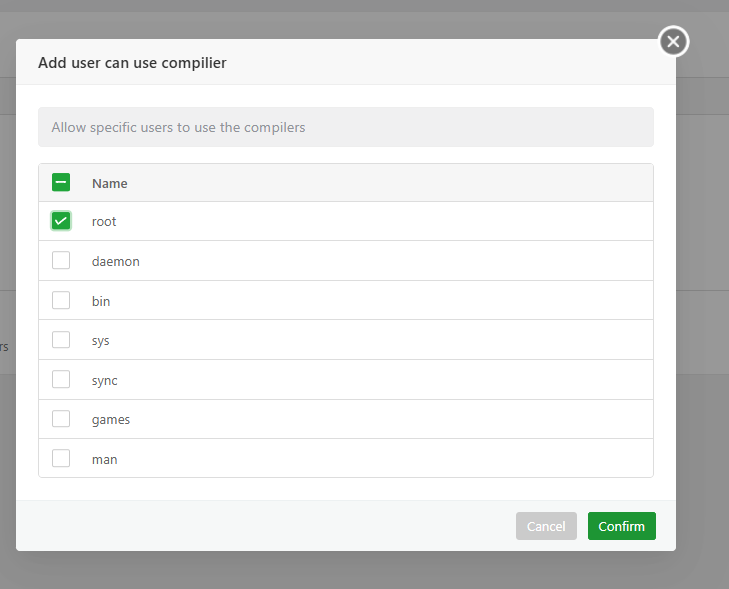 Add user can use compilier
Allow specific users to use the compilers
Name
root
daemon
bin
sys
rs
sync
games
man
Cancel Confirm